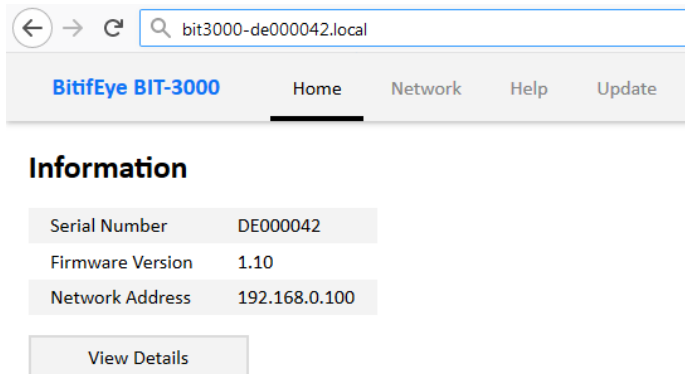 bit3000-de000042.local
BitifEye BIT-3000 Home Network Help Update
Information
Serial Number DE000042
Firmware Version 1.10
Network Address 192.168.0.100
View Details